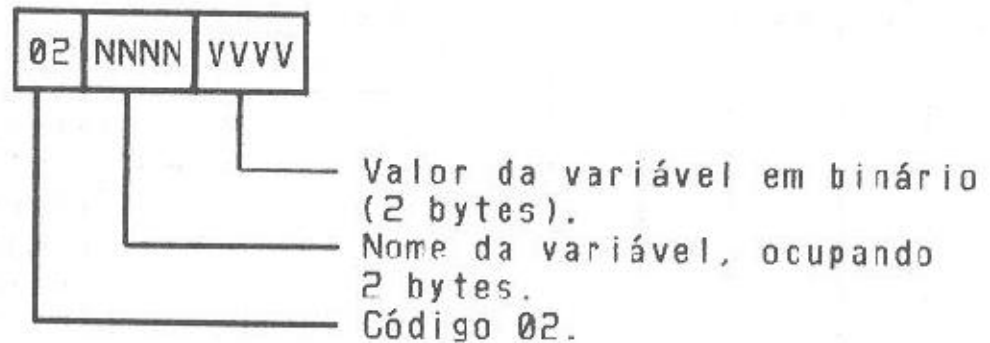 02 NNNN VVVV
Valor da variável em binário
(2 bytes).
Nome da variável, ocupando
2 bytes.
Código 02.